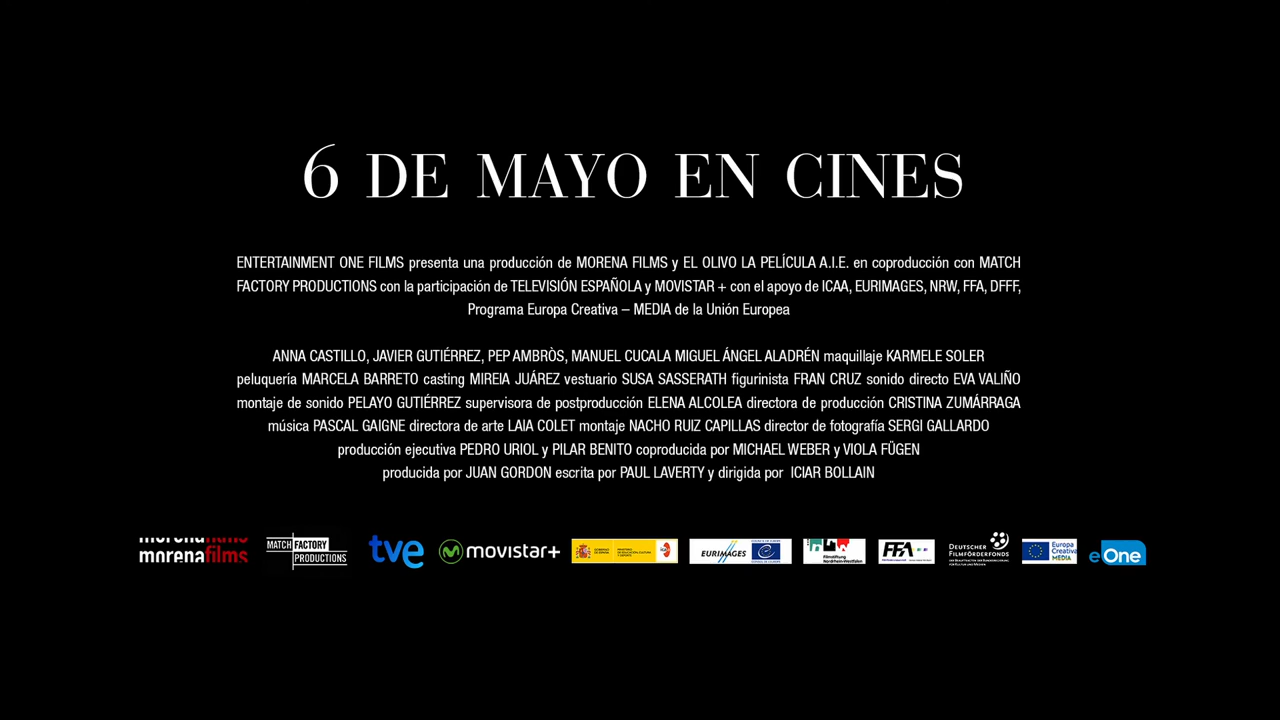 6 DE MAYO EN CINES
ENTERTAINMENT ONE FILMS presenta una producción de MORENA FILMS y EL OLIVO LA PELÍCULA A.I.E. en coproducción con MATCH
FACTORY PRODUCTIONS con la participación de TELEVISIÓN ESPAÑOLA y MOVISTAR + con el apoyo de ICAA, EURIMAGES, NRW, FFA, DFFF,
Programa Europa Creativa – MEDIA de la Unión Europea
ANNA CASTILLO, JAVIER GUTIÉRREZ, PEP AMBRÒS, MANUEL CUCALA MIGUEL ÁNGEL ALADRÉN maquillaje KARMELE SOLER
peluquería MARCELA BARRETO casting MIREIA JUÁREZ vestuario SUSA SASSERATH figurinista FRAN CRUZ sonido directo EVA VALIÑO
montaje de sonido PELAYO GUTIÉRREZ supervisora de postproducción ELENA ALCOLEA directora de producción CRISTINA ZUMÁRRAGA
música PASCAL GAIGNE directora de arte LAIA COLET montaje NACHO RUIZ CAPILLAS director de fotografía SERGI GALLARDO
producción ejecutiva PEDRO URIOL y PILAR BENITO coproducida por MICHAEL WEBER y VIOLA FÜGEN
producida por JUAN GORDON escrita por PAUL LAVERTY y dirigida por ICIAR BOLLAIN
morenafilms
morenafilms
MATCH FACTORY
PRODUCTIONS
tve
movistar+
EURIMAGES
Filmstiftung
Nordrhein-Westfalen
FFA
DEUTSCHER
FILMFÖRDERFONDS
Europa
Creativa
MEDIA
eOne